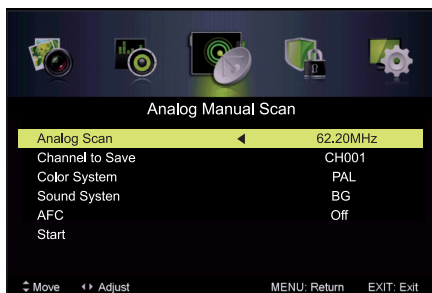 Analog Manual Scan
Analog Scan 62.20MHz
Channel to Save CH001
Color System PAL
Sound Systen BG
AFC Off
Start
Move Adjust MENU: Return EXIT: Exit